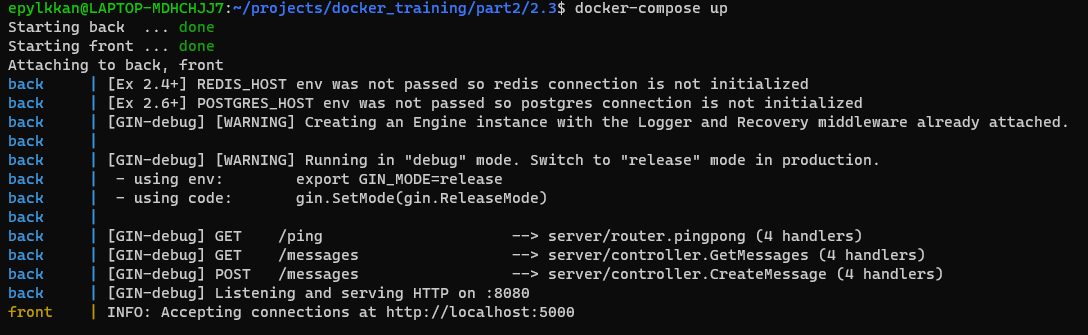 epylkkan@LAPTOP-MDHCHJJ7:~/projects/docker_training/part2/2.3$ docker-compose up
Starting back  ... done
Starting front ... done
Attaching to back, front
back     | [Ex 2.4+] REDIS_HOST env was not passed so redis connection is not initialized
back     | [Ex 2.6+] POSTGRES_HOST env was not passed so postgres connection is not initialized
back     | [GIN-debug] [WARNING] Creating an Engine instance with the Logger and Recovery middleware already attached.
back     |
back     | [GIN-debug] [WARNING] Running in "debug" mode. Switch to "release" mode in production.
back     |  - using env:        export GIN_MODE=release
back     |  - using code:       gin.SetMode(gin.ReleaseMode)
back     |
back     | [GIN-debug] GET    /ping                     --> server/router.pingpong (4 handlers)
back     | [GIN-debug] GET    /messages                 --> server/controller.GetMessages (4 handlers)
back     | [GIN-debug] POST   /messages                 --> server/controller.CreateMessage (4 handlers)
back     | [GIN-debug] Listening and serving HTTP on :8080
front    | INFO: Accepting connections at http://localhost:5000